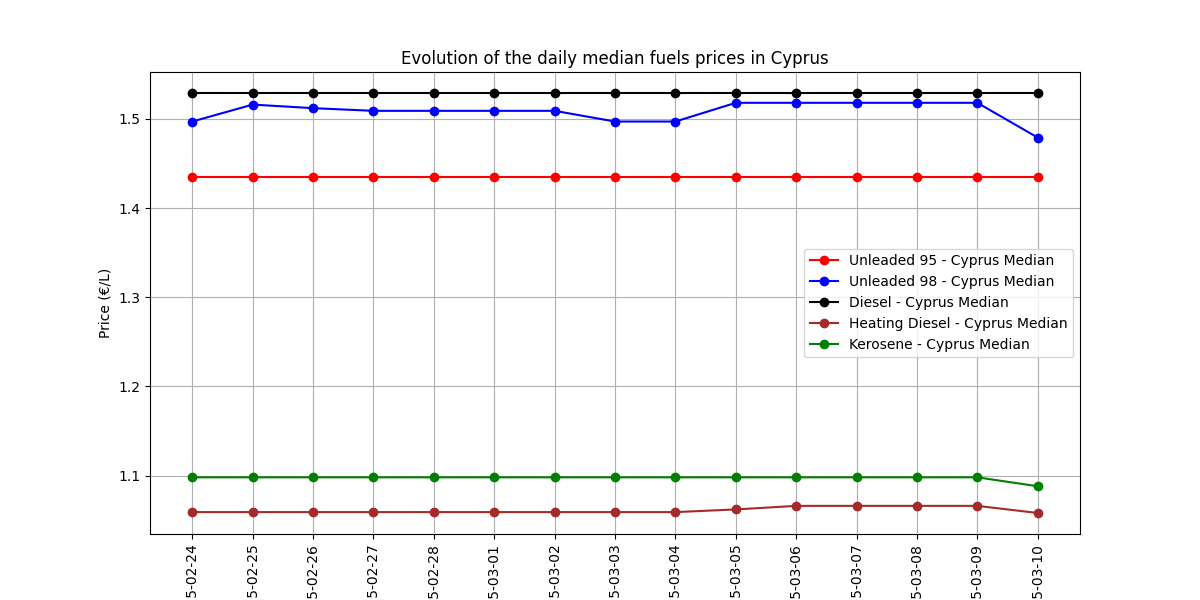 Evolution of the daily median fuels prices in Cyprus
Price (€/L)
1.5
1.4
1.3
1.2
1.1
Unleaded 95 - Cyprus Median
Unleaded 98 - Cyprus Median
Diesel - Cyprus Median
Heating Diesel - Cyprus Median
Kerosene - Cyprus Median
5-02-24
5-02-25
5-02-26
5-02-27
5-02-28
5-03-01
5-03-02
5-03-03
5-03-04
5-03-05
5-03-06
5-03-07
5-03-08
5-03-09
5-03-10